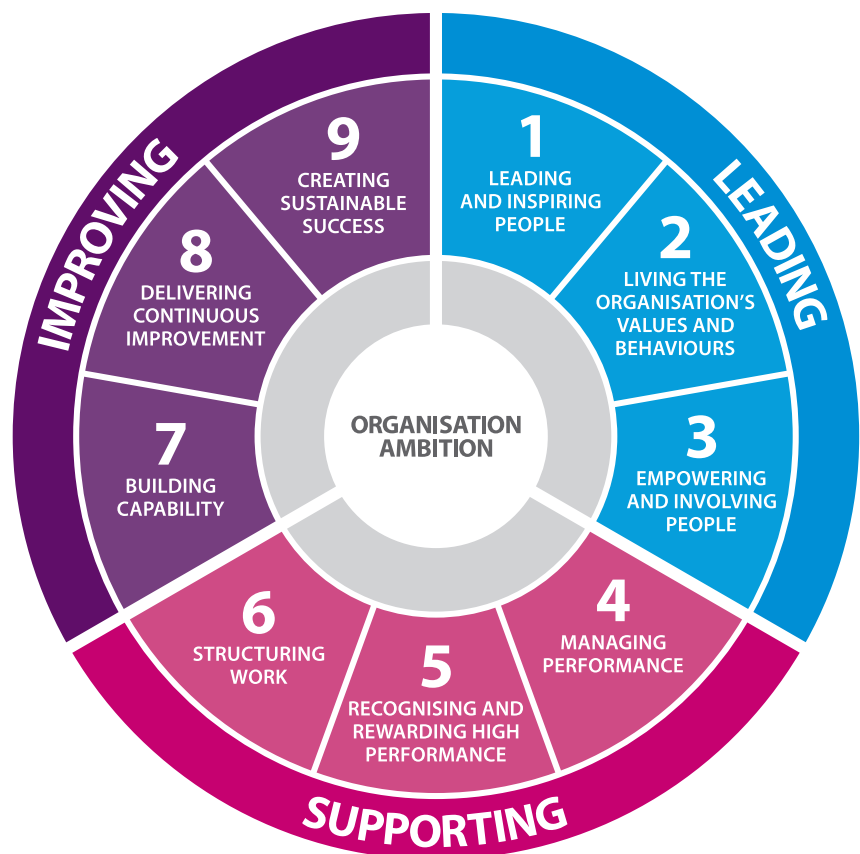 LEADING
1
LEADING
AND INSPIRING
PEOPLE
2
LIVING THE
ORGANISATION'S
VALUES AND
BEHAVIOURS
3
EMPOWERING
AND INVOLVING
PEOPLE
SUPPORTING
4
MANAGING
PERFORMANCE
5
RECOGNISING AND
REWARDING HIGH
PERFORMANCE
6
STRUCTURING
WORK
IMPROVING
7
BUILDING
CAPABILITY
8
DELIVERING
CONTINUOUS
IMPROVEMENT
9
CREATING
SUSTAINABLE
SUCCESS
ORGANISATION
AMBITION